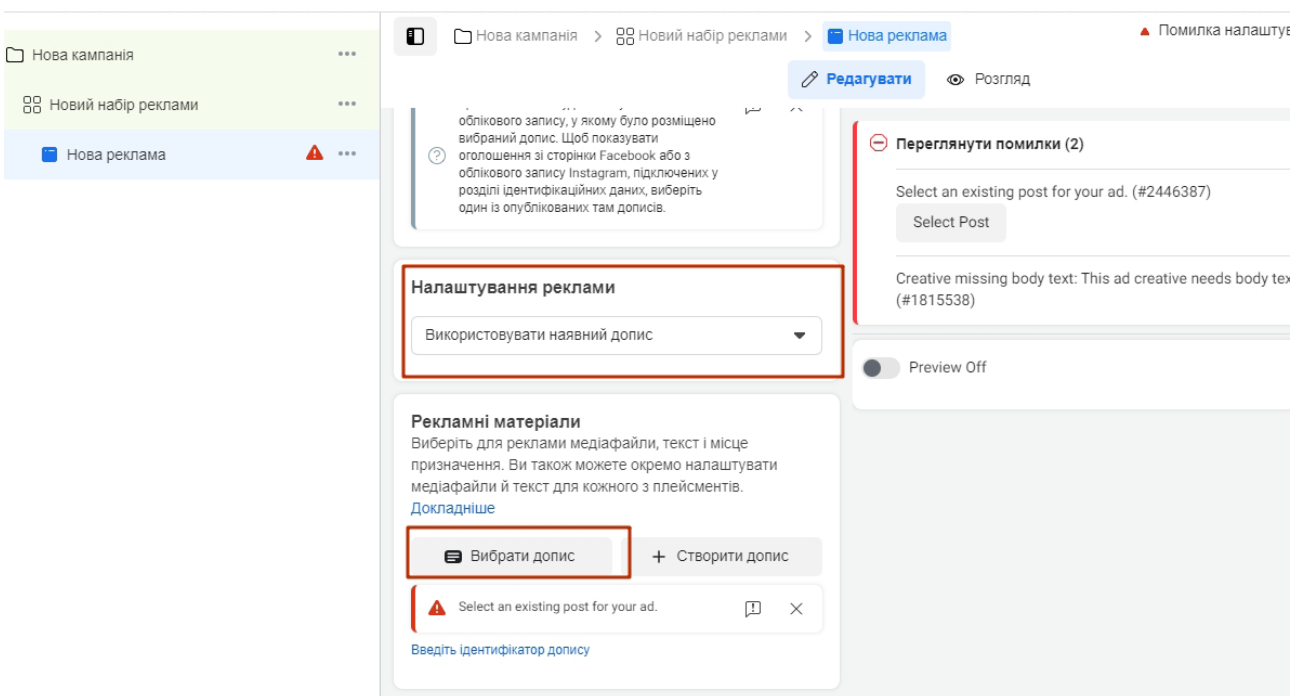 Нова кампанія
Новий набір реклами
Нова реклама
Нова кампанія > Новий набір реклами > Нова реклама
Помилка налаштув
Редагувати
Розгляд
облікового запису, у якому було розміщено
вибраний допис. Щоб показувати
оголошення зі сторінки Facebook або з
облікового запису Instagram, підключених у
розділі ідентифікаційних даних, виберіть
один із опублікованих там дописів.
Налаштування реклами
Використовувати наявний допис
Рекламні матеріали
Виберіть для реклами медіафайли, текст і місце
призначення. Ви також можете окремо налаштувати
медіафайли й текст для кожного з плейсментів.
Докладніше
Вибрати допис
+ Створити допис
Select an existing post for your ad.
Введіть ідентифікатор допису
Переглянути помилки (2)
Select an existing post for your ad. (#2446387)
Select Post
Creative missing body text: This ad creative needs body tex
(#1815538)
Preview Off